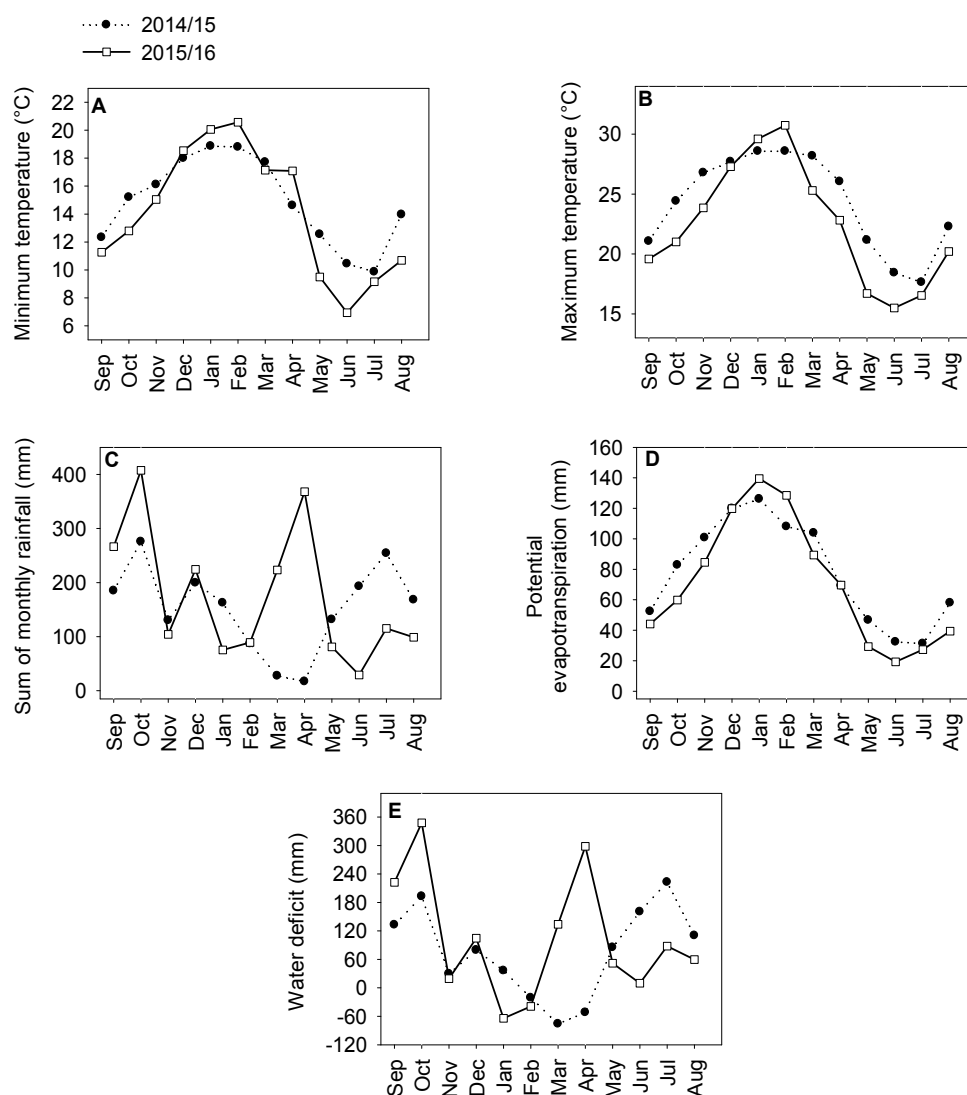 2014/15
2015/16
A
Minimum temperature (°C)
22
20
18
16
14
12
10
8
6
Sep
Oct
Nov
Dec
Jan
Feb
Mar
Apr
May
Jun
Jul
Aug
B
Maximum temperature (°C)
30
25
20
15
Sep
Oct
Nov
Dec
Jan
Feb
Mar
Apr
May
Jun
Jul
Aug
C
Sum of monthly rainfall (mm)
400
300
200
100
0
Sep
Oct
Nov
Dec
Jan
Feb
Mar
Apr
May
Jun
Jul
Aug
D
Potential
evapotranspiration (mm)
160
140
120
100
80
60
40
20
0
Sep
Oct
Nov
Dec
Jan
Feb
Mar
Apr
May
Jun
Jul
Aug
E
Water deficit (mm)
360
300
240
180
120
60
0
-60
-120
Sep
Oct
Nov
Dec
Jan
Feb
Mar
Apr
May
Jun
Jul
Aug